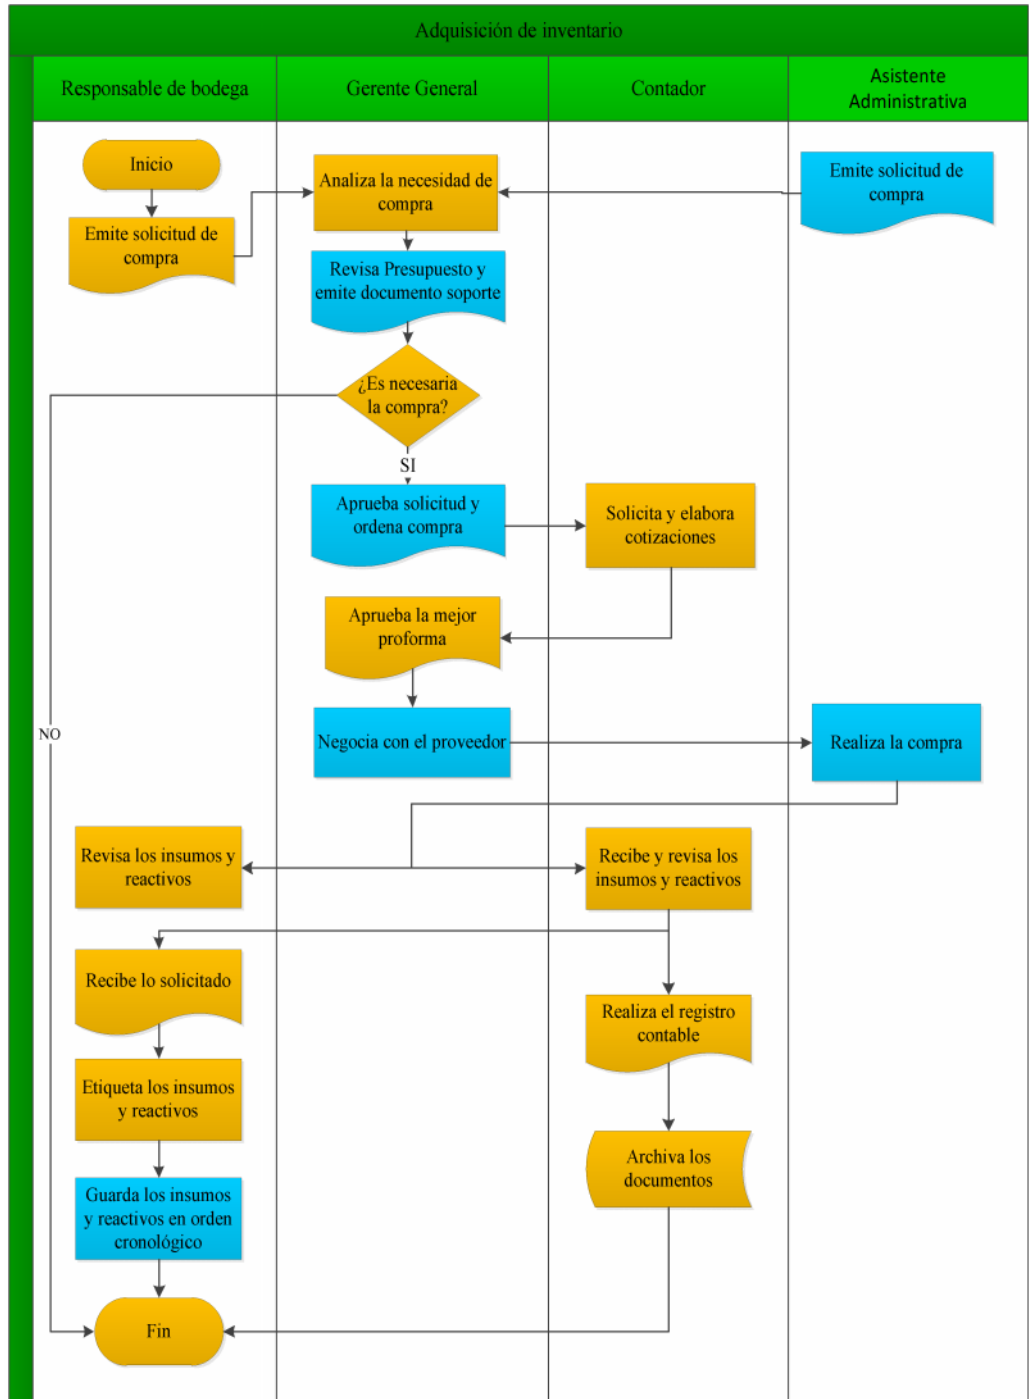 Adquisición de inventario
Responsable de bodega
Gerente General
Contador
Asistente
Administrativa
Inicio
Analiza la necesidad de
compra
Emite solicitud de
compra
Emite solicitud de
compra
Revisa Presupuesto y
emite documento soporte
¿Es necesaria
la compra?
SI
Aprueba solicitud y
ordena compra
Solicita y elabora
cotizaciones
Aprueba la mejor
proforma
NO
Negocia con el proveedor
Realiza la compra
Revisa los insumos y
reactivos
Recibe y revisa los
insumos y reactivos
Recibe lo solicitado
Realiza el registro
contable
Etiqueta los insumos
y reactivos
Archiva los
documentos
Guarda los insumos
y reactivos en orden
cronológico
Fin